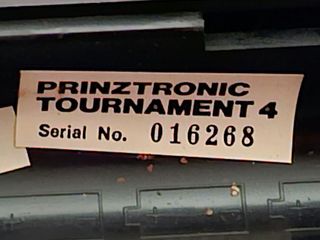 PRINZTRONIC
TOURNAMENT 4
Serial No. 016268